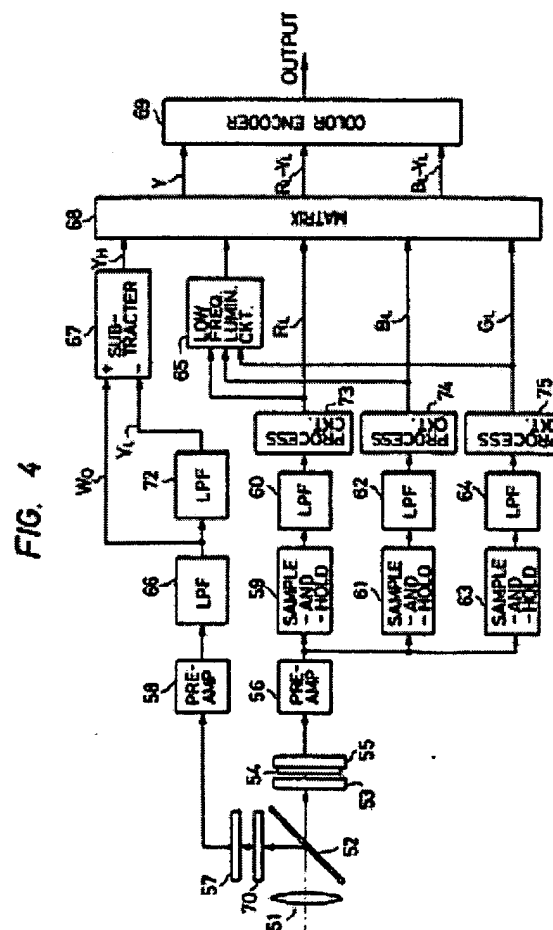 FIG. 4
51
52
70
57
53
54
55
58
PRE-
AMP
56
PRE-
AMP
66
LPF
72
LPF
WO
YL
67
+
SUB-
TRACTER
-
YH
59
SAMPLE
-AND-
-HOLD
60
LPF
73
PROCESS
CKT.
61
SAMPLE
-AND-
-HOLD
62
LPF
74
PROCESS
CKT.
63
SAMPLE
-AND-
-HOLD
64
LPF
75
PROCESS
CKT.
65
LOW
FREQ.
LUMIN.
CKT.
RL
BL
GL
68
MATRIX
Y
RL-YL
BL-YL
69
COLOR ENCODER
OUTPUT